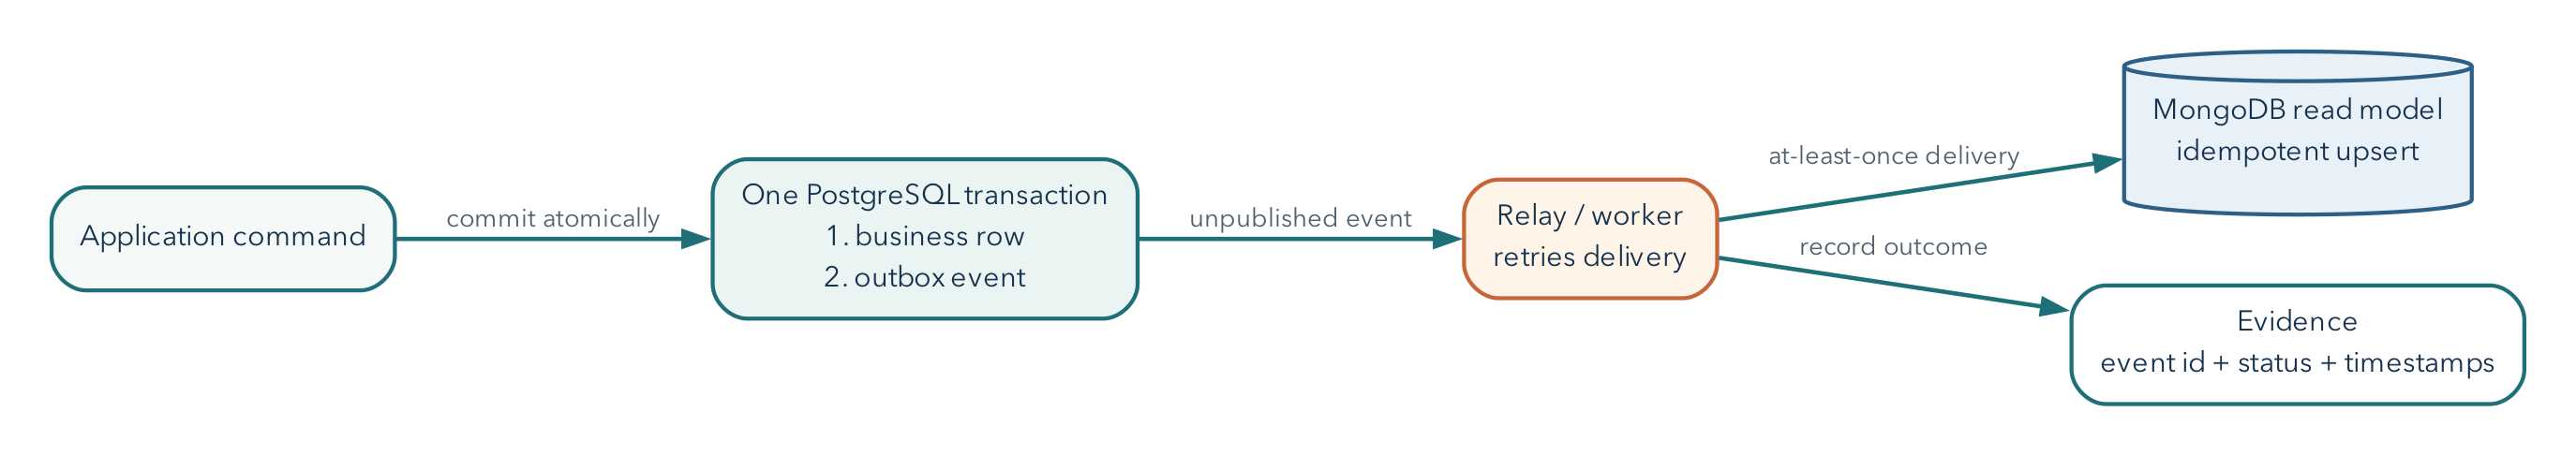 Application command
commit atomically
One PostgreSQL transaction
1. business row
2. outbox event
unpublished event
Relay / worker
retries delivery
at-least-once delivery
record outcome
MongoDB read model
idempotent upsert
Evidence
event id + status + timestamps